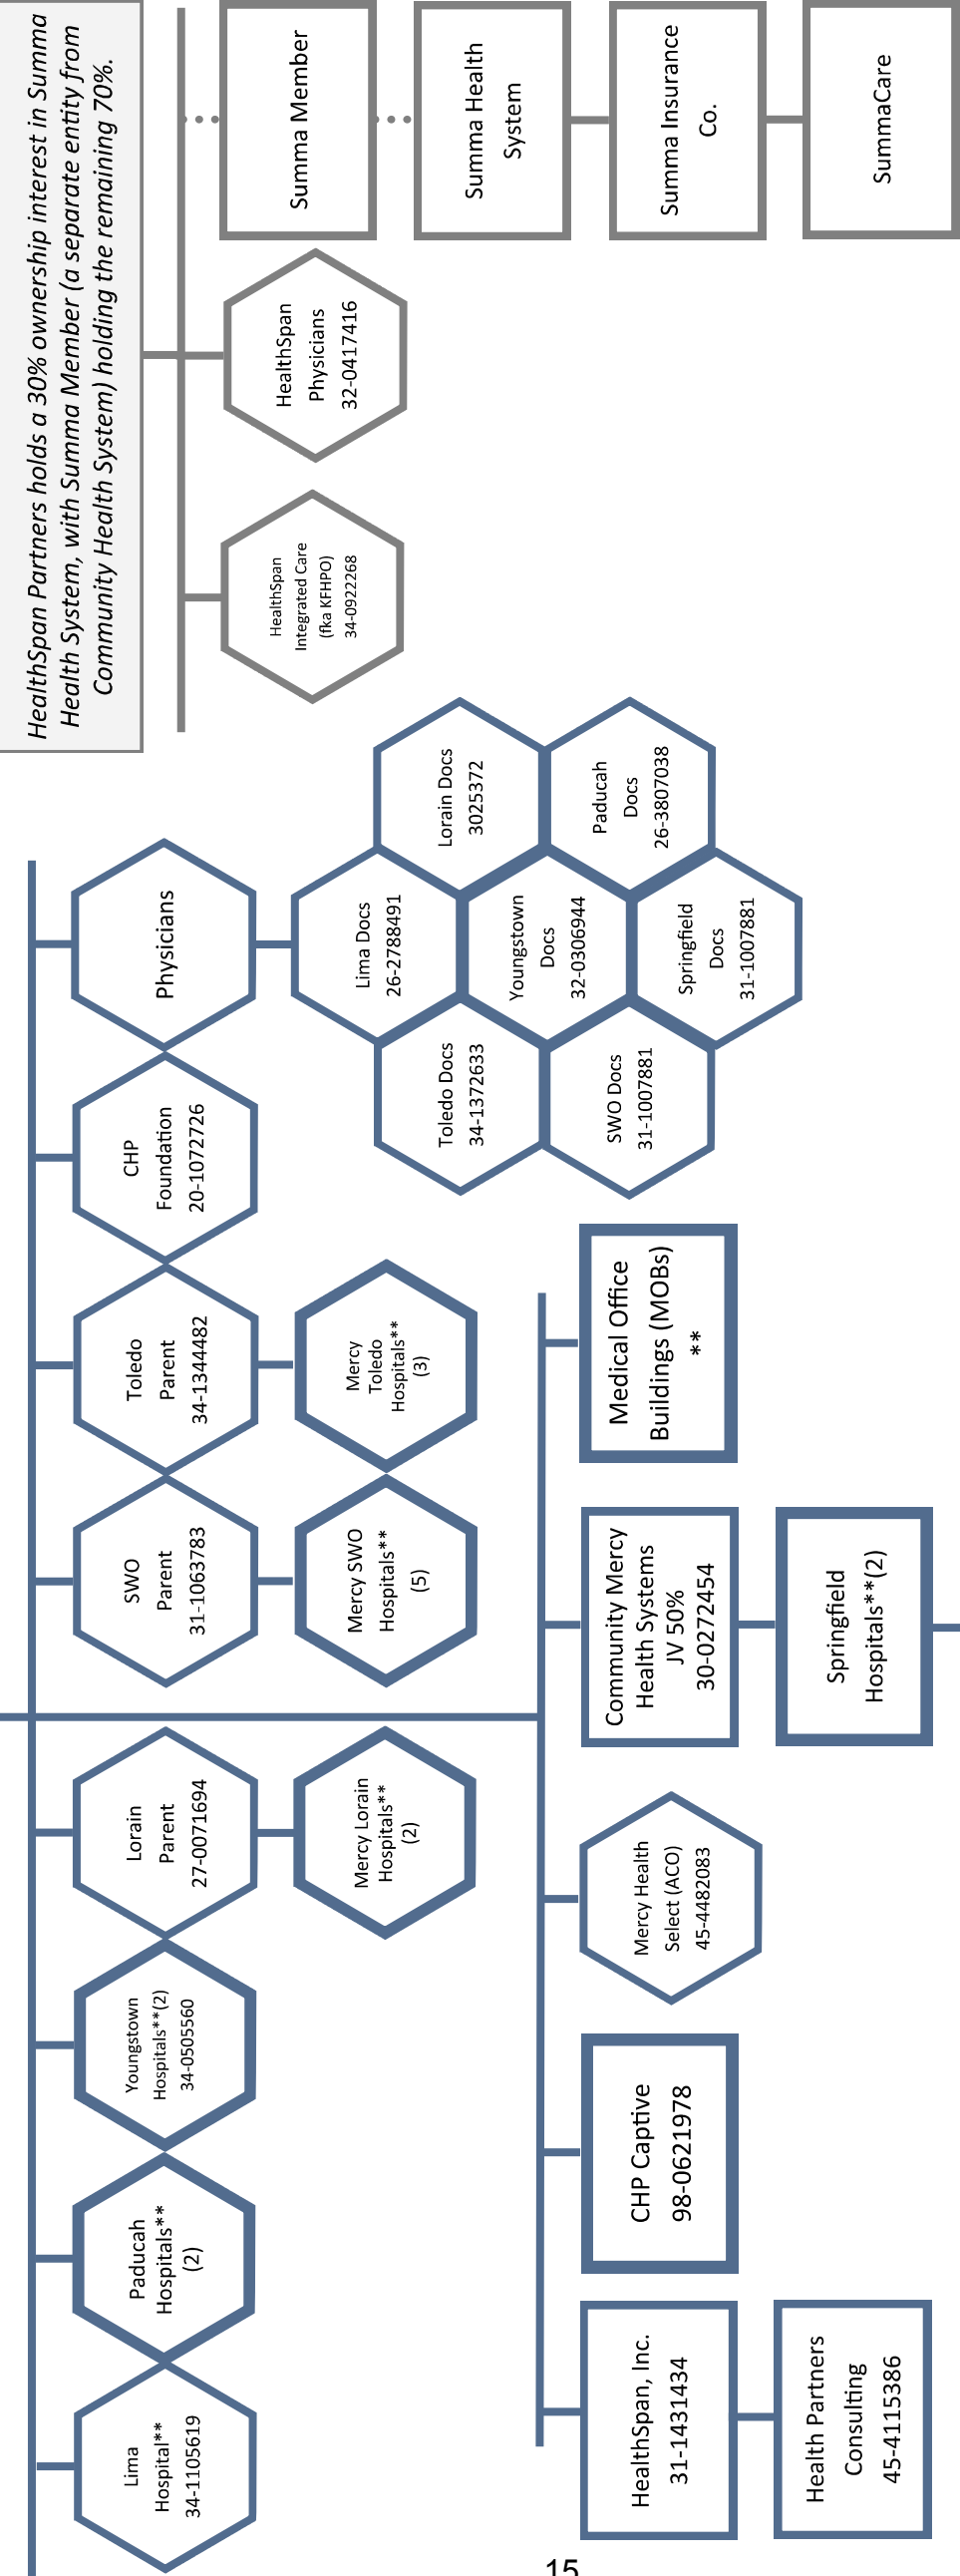 HealthSpan Partners holds a 30% ownership interest in Summa
Health System, with Summa Member (a separate entity from
Community Health System) holding the remaining 70%.
Lima
Hospital**
34-1105619
Paducah
Hospitals**
(2)
Youngstown
Hospitals**(2)
34-0505560
Lorain
Parent
27-0071694
SWO
Parent
31-1063783
Toledo
Parent
34-1344482
CHP
Foundation
20-1072726
Physicians
HealthSpan
Integrated Care
(fka KFHPO)
34-0922268
HealthSpan
Physicians
32-0417416
Summa Member
Mercy Lorain
Hospitals**
(2)
Mercy SWO
Hospitals**
(5)
Mercy
Toledo
Hospitals**
(3)
Toledo Docs
34-1372633
Lima Docs
26-2788491
Lorain Docs
3025372
SWO Docs
31-1007881
Youngstown
Docs
32-0306944
Paducah
Docs
26-3807038
Springfield
Docs
31-1007881
Summa Health
System
HealthSpan, Inc.
31-1431434
CHP Captive
98-0621978
Mercy Health
Select (ACO)
45-4482083
Community Mercy
Health Systems
JV 50%
30-0272454
Medical Office
Buildings (MOBs)
**
Summa Insurance
Co.
Health Partners
Consulting
45-4115386
Springfield
Hospitals**(2)
SummaCare
15